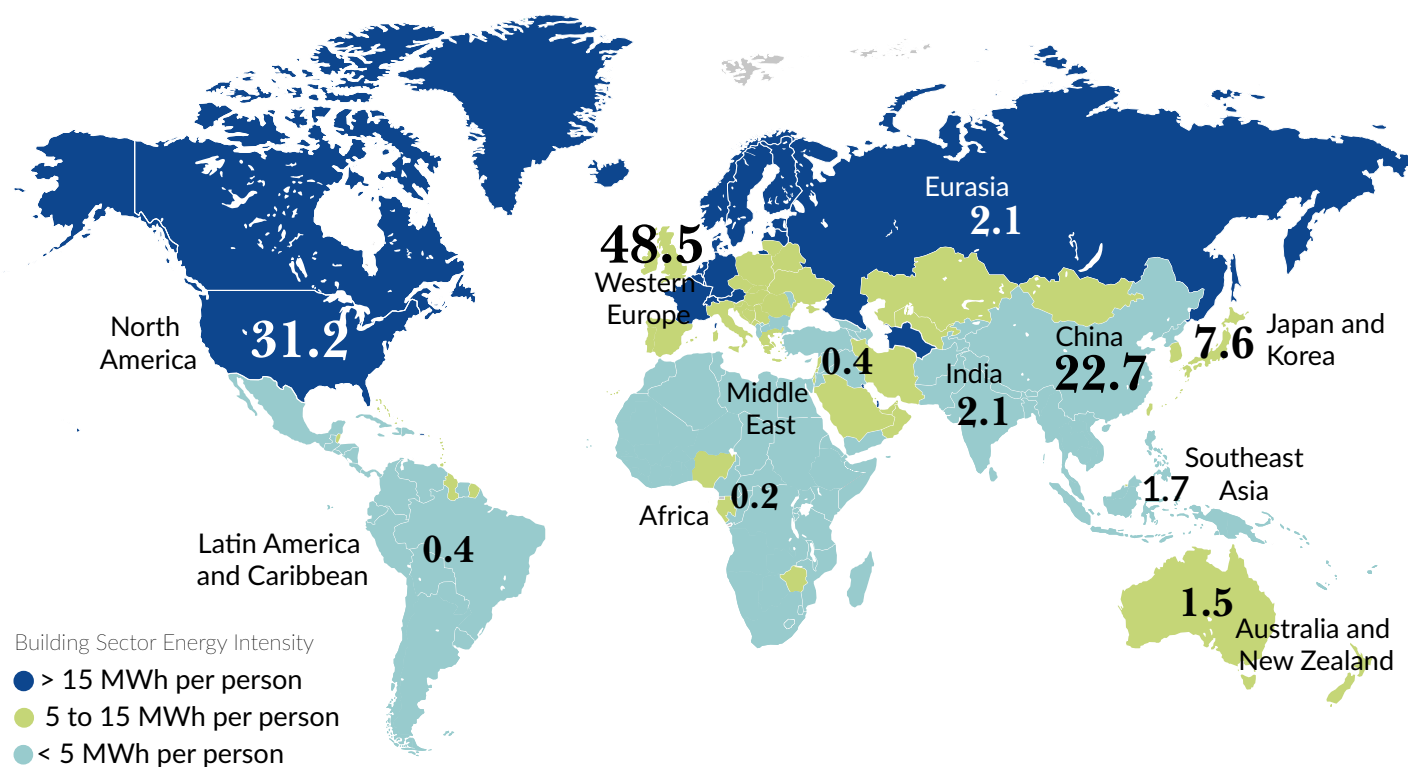 Eurasia
2.1
48.5
Western
Europe
North
America
31.2
China
22.7
7.6
Japan and
Korea
0.4
Middle
East
India
2.1
Southeast
Asia
1.7
0.2
Africa
Latin America
and Caribbean
0.4
1.5
Australia and
New Zealand
Building Sector Energy Intensity
> 15 MWh per person
5 to 15 MWh per person
< 5 MWh per person